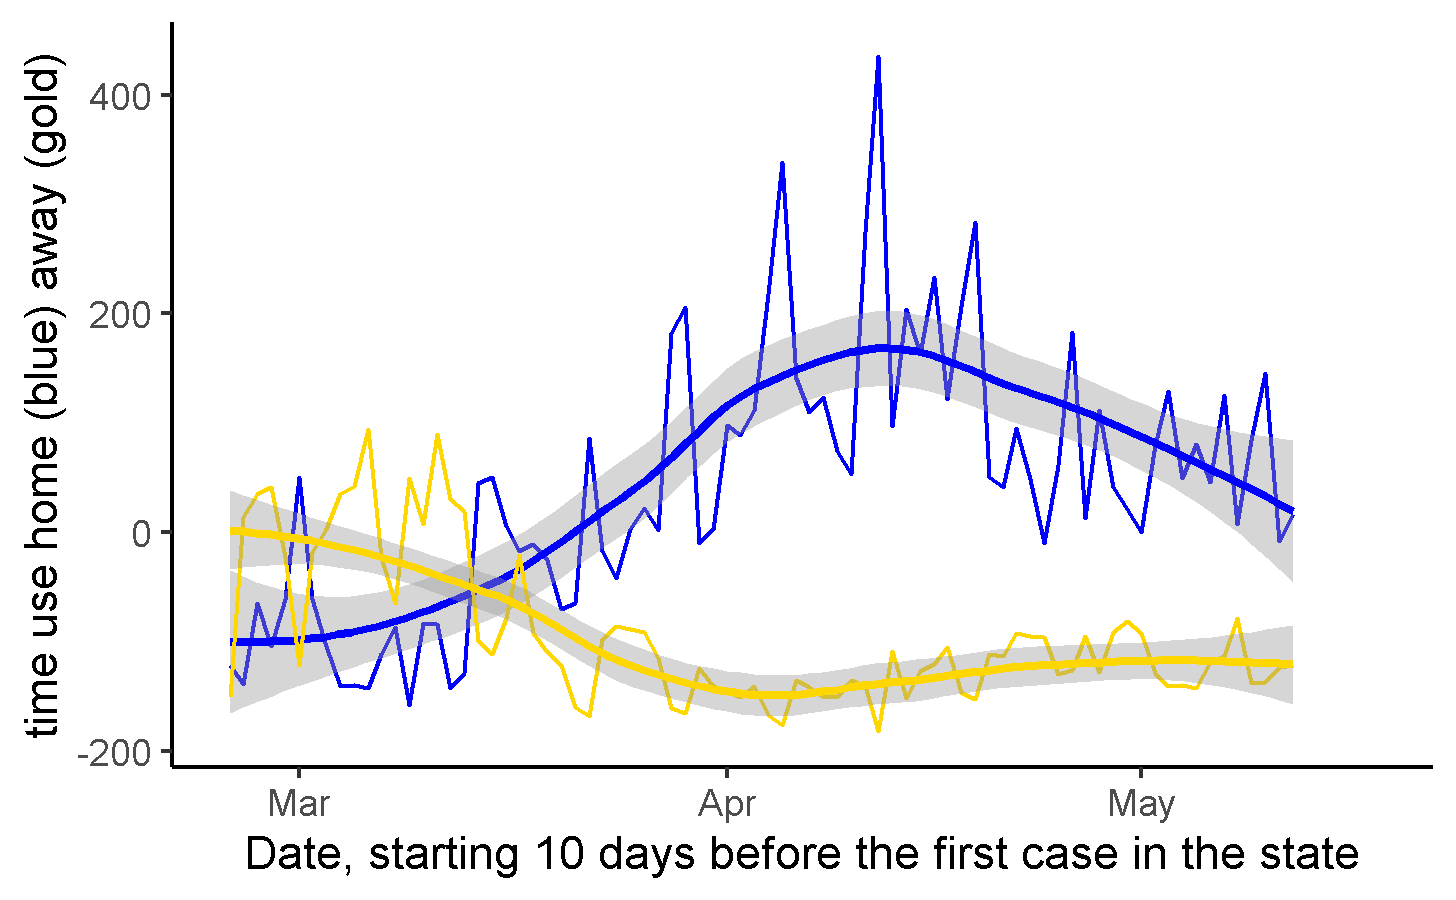 time use home (blue) away (gold)
400
200
0
-200
Mar Apr May
Date, starting 10 days before the first case in the state